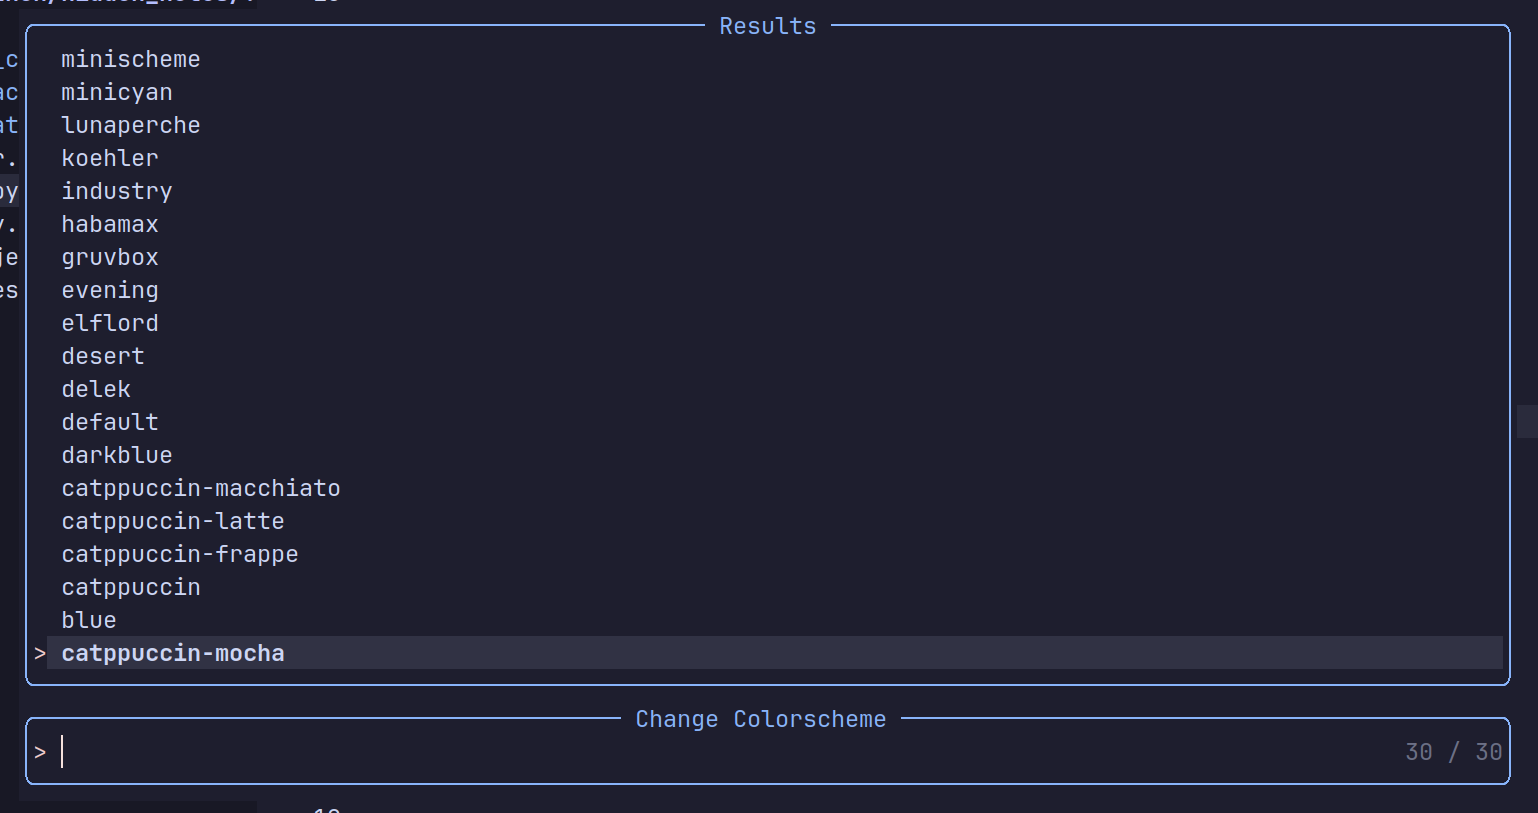 Results
minischeme
minicyan
lunaperche
koehler
industry
habamax
gruvbox
evening
elflord
desert
delek
default
darkblue
catppuccin-macchiato
catppuccin-latte
catppuccin-frappe
catppuccin
blue
> catppuccin-mocha
Change Colorscheme
> 30 / 30